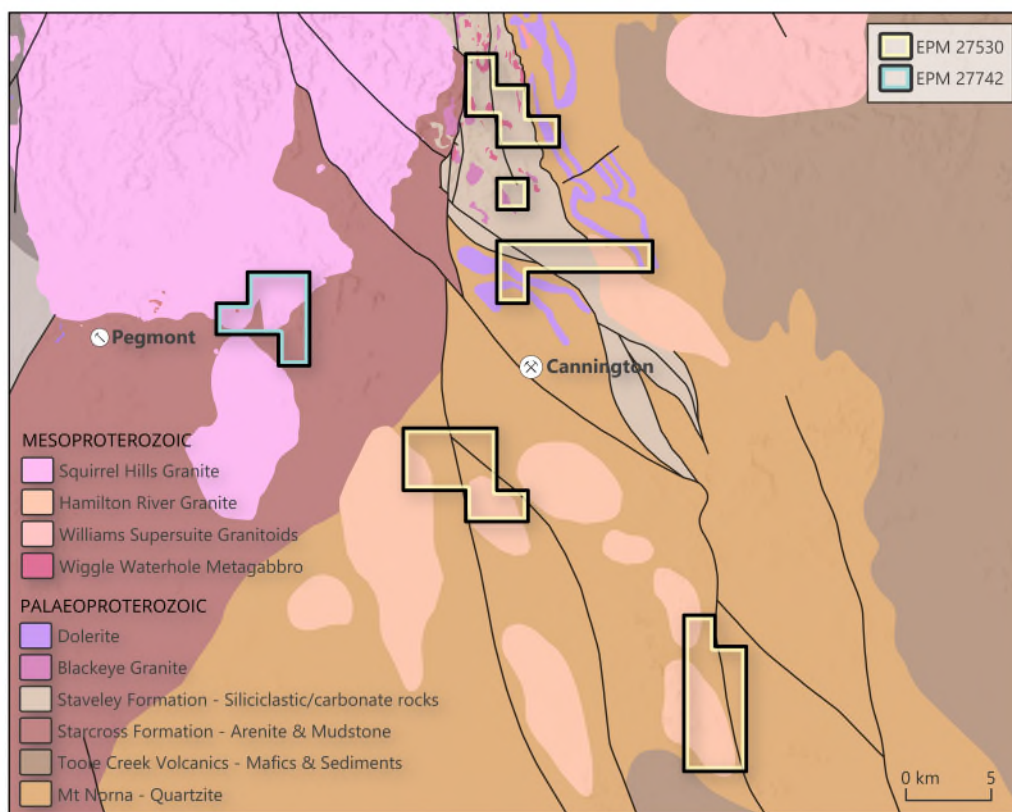 EPM 27530
EPM 27742
Pegmont
Cannington
MESOPROTEROZOIC
Squirrel Hills Granite
Hamilton River Granite
Williams Supersuite Granitoids
Wiggle Waterhole Metagabbro
PALAEOPROTEROZOIC
Dolerite
Blackeye Granite
Staveley Formation - Siliciclastic/carbonate rocks
Starcross Formation - Arenite & Mudstone
Toole Creek Volcanics - Mafics & Sediments
Mt Norna - Quartzite
0 km 5